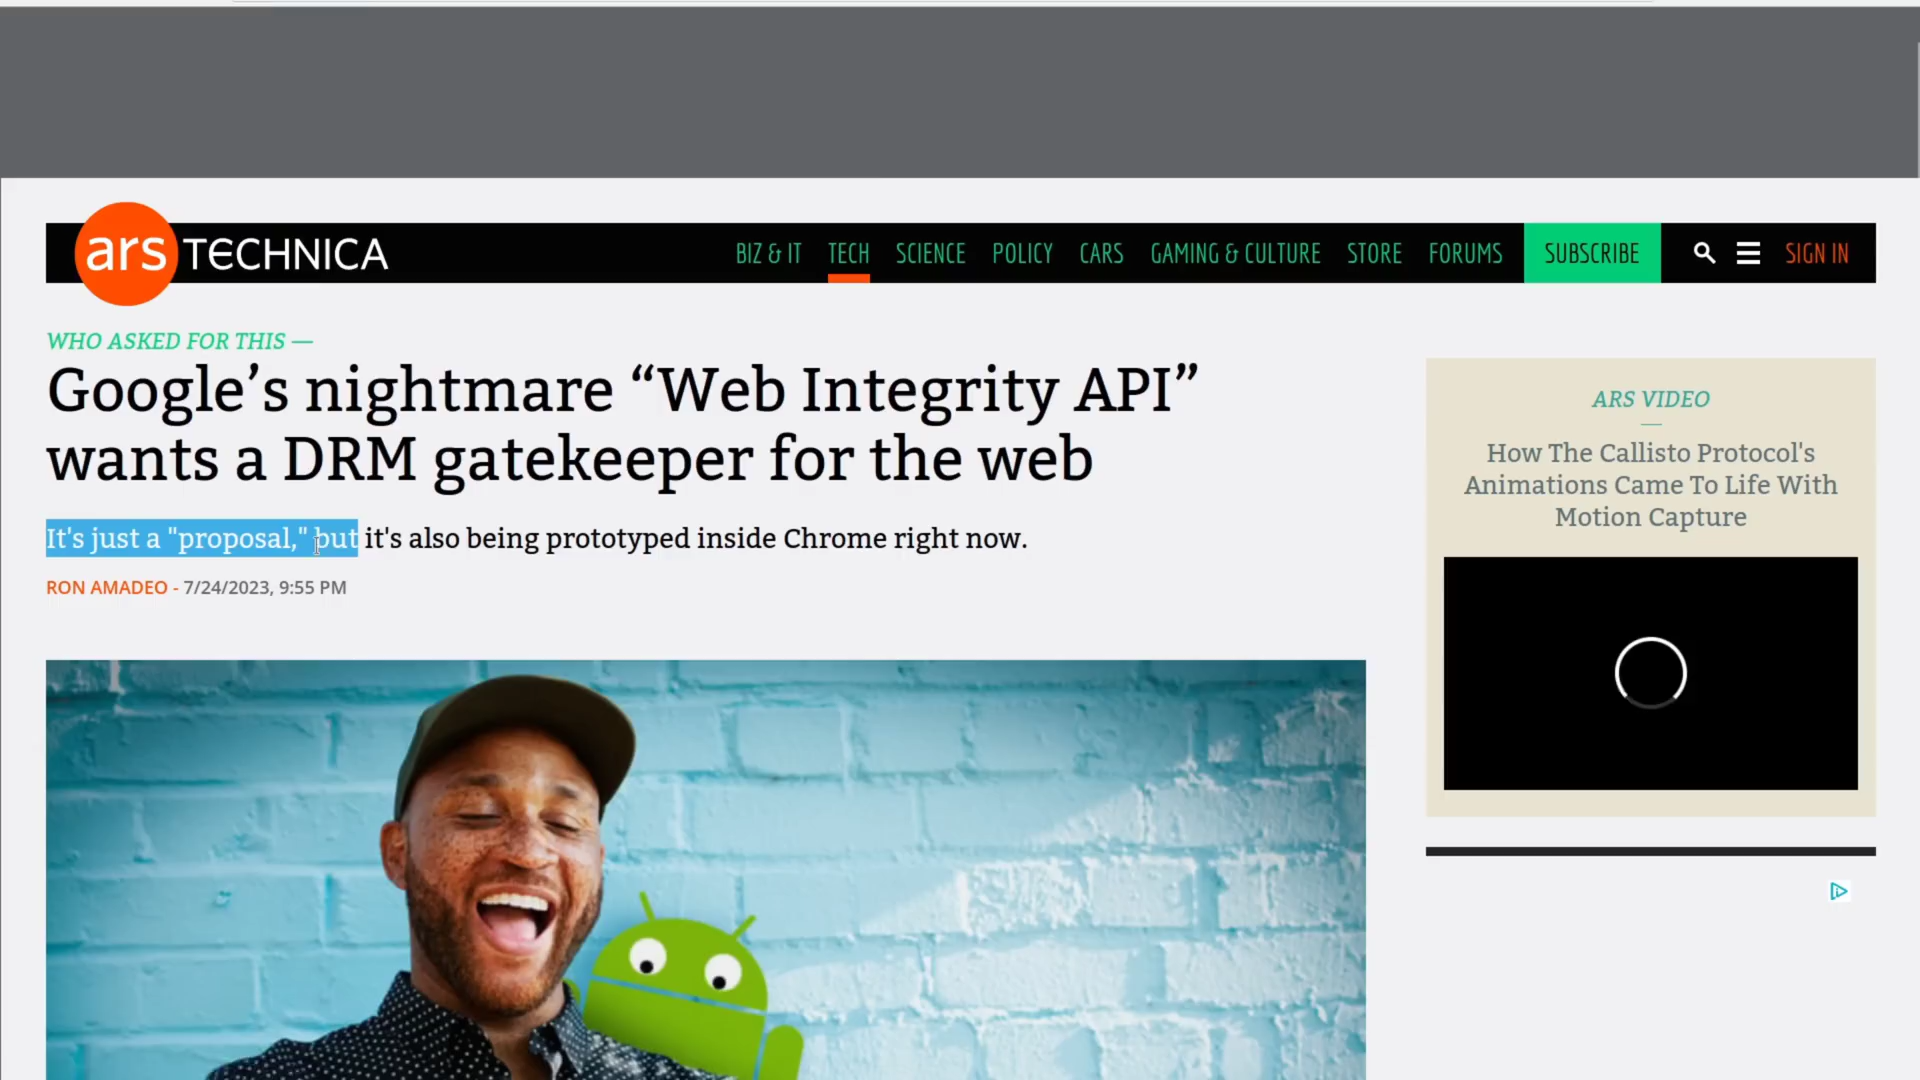 ars TECHNICA
BIZ & IT TECH SCIENCE POLICY CARS GAMING & CULTURE STORE FORUMS SUBSCRIBE SIGN IN
WHO ASKED FOR THIS —
Google’s nightmare “Web Integrity API”
wants a DRM gatekeeper for the web
It's just a "proposal," but it's also being prototyped inside Chrome right now.
RON AMADEO - 7/24/2023, 9:55 PM
ARS VIDEO
How The Callisto Protocol's
Animations Came To Life With
Motion Capture